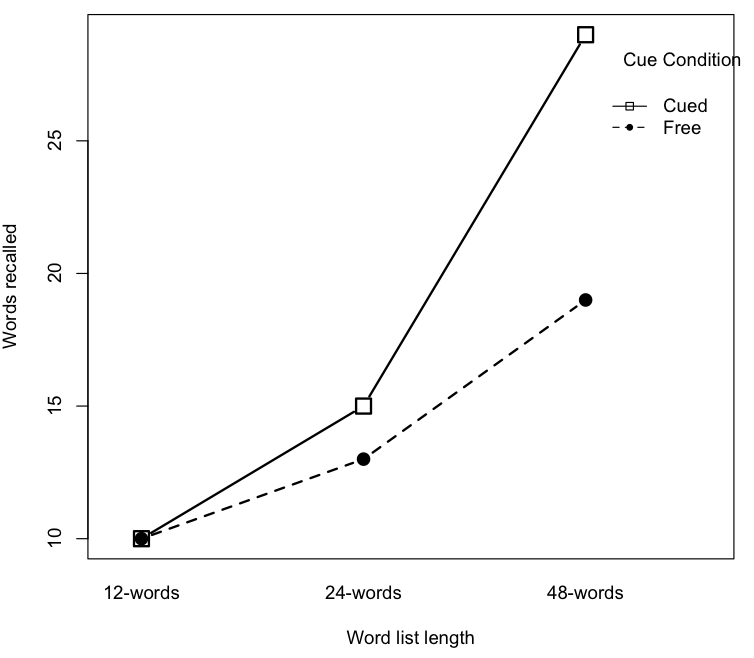 Cue Condition
Cued
Free
Words recalled
25
20
15
10
12-words 24-words 48-words
Word list length